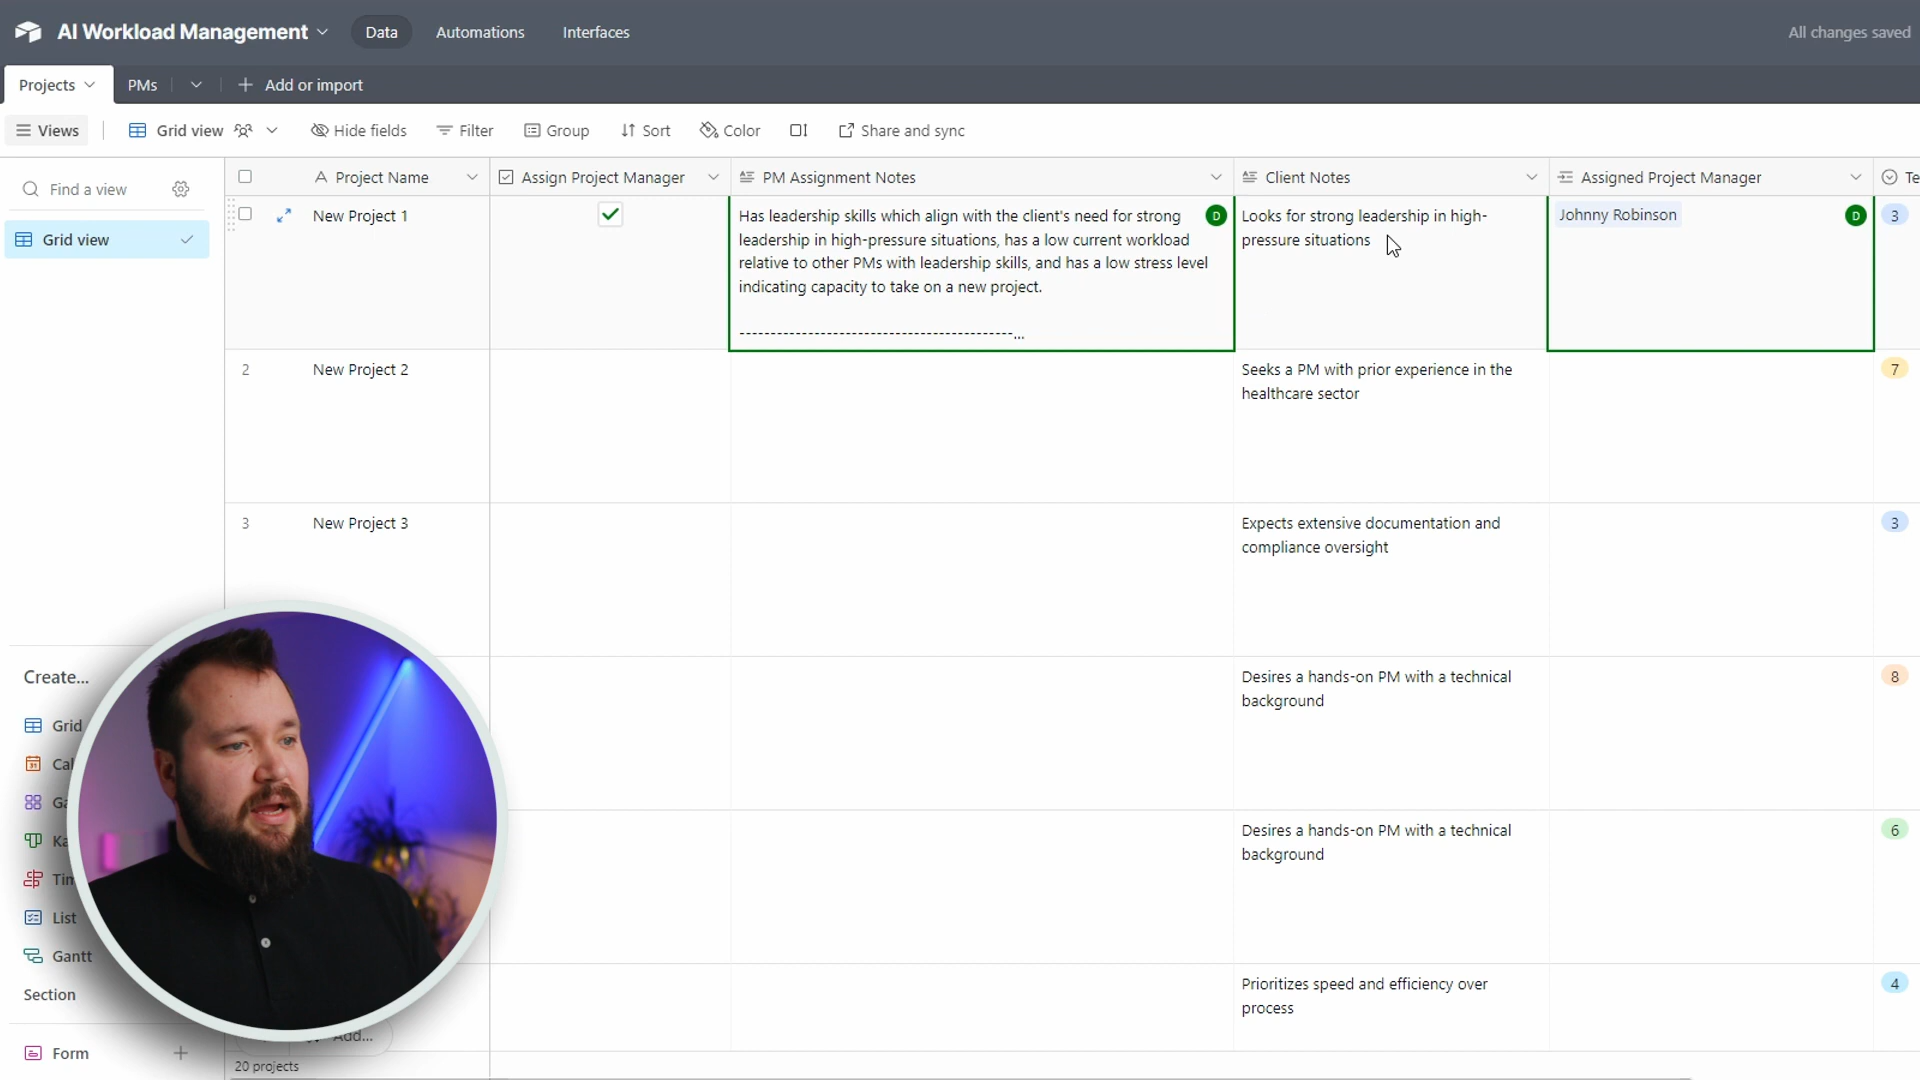 AI Workload Management
Data
Automations
Interfaces
All changes saved
Projects
PMs
Add or import
Views
Grid view
Hide fields
Filter
Group
Sort
Color
Share and sync
Find a view
Project Name
Assign Project Manager
PM Assignment Notes
Client Notes
Assigned Project Manager
Te
Grid view
New Project 1
Has leadership skills which align with the client's need for strong
leadership in high-pressure situations, has a low current workload
relative to other PMs with leadership skills, and has a low stress level
indicating capacity to take on a new project.
--------------------------------------------...
D
Looks for strong leadership in high-
pressure situations
Johnny Robinson
D
3
2
New Project 2
Seeks a PM with prior experience in the
healthcare sector
7
3
New Project 3
Expects extensive documentation and
compliance oversight
3
Desires a hands-on PM with a technical
background
8
Desires a hands-on PM with a technical
background
6
Prioritizes speed and efficiency over
process
4
Create...
Grid
Cal
Ga
Ka
Tim
List
Gantt
Section
Form
Add...
20 projects